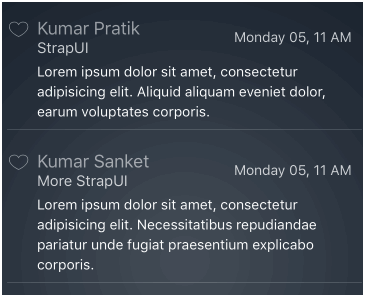 Kumar Pratik
Monday 05, 11 AM
StrapUI
Lorem ipsum dolor sit amet, consectetur
adipisicing elit. Aliquid aliquam eveniet dolor,
earum voluptates corporis.
Kumar Sanket
Monday 05, 11 AM
More StrapUI
Lorem ipsum dolor sit amet, consectetur
adipisicing elit. Necessitatibus repudiandae
pariatur unde fugiat praesentium explicabo
corporis.